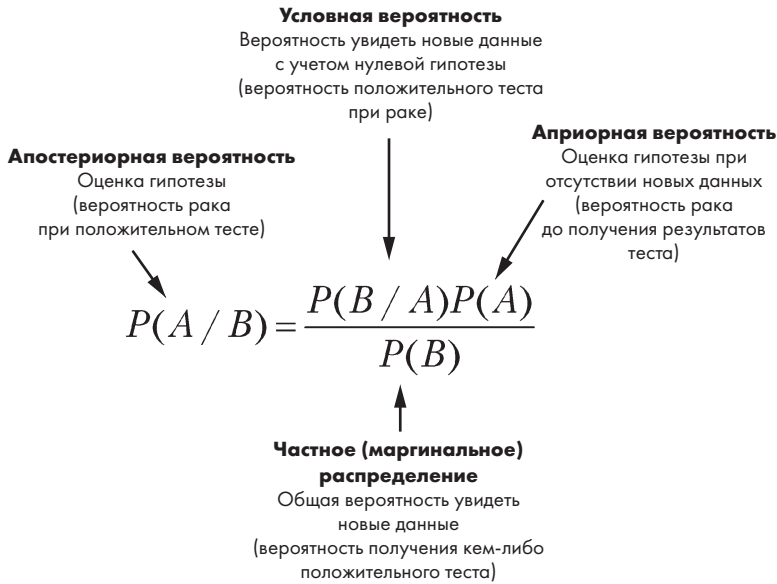 Условная вероятность
Вероятность увидеть новые данные
с учетом нулевой гипотезы
(вероятность положительного теста
при раке)
Априорная вероятность
Оценка гипотезы при
отсутствии новых данных
(вероятность рака
до получения результатов
теста)
Апостериорная вероятность
Оценка гипотезы
(вероятность рака
при положительном тесте)
P(A / B) = P(B / A)P(A)
P(B)
Частное (маргинальное)
распределение
Общая вероятность увидеть
новые данные
(вероятность получения кем-либо
положительного теста)